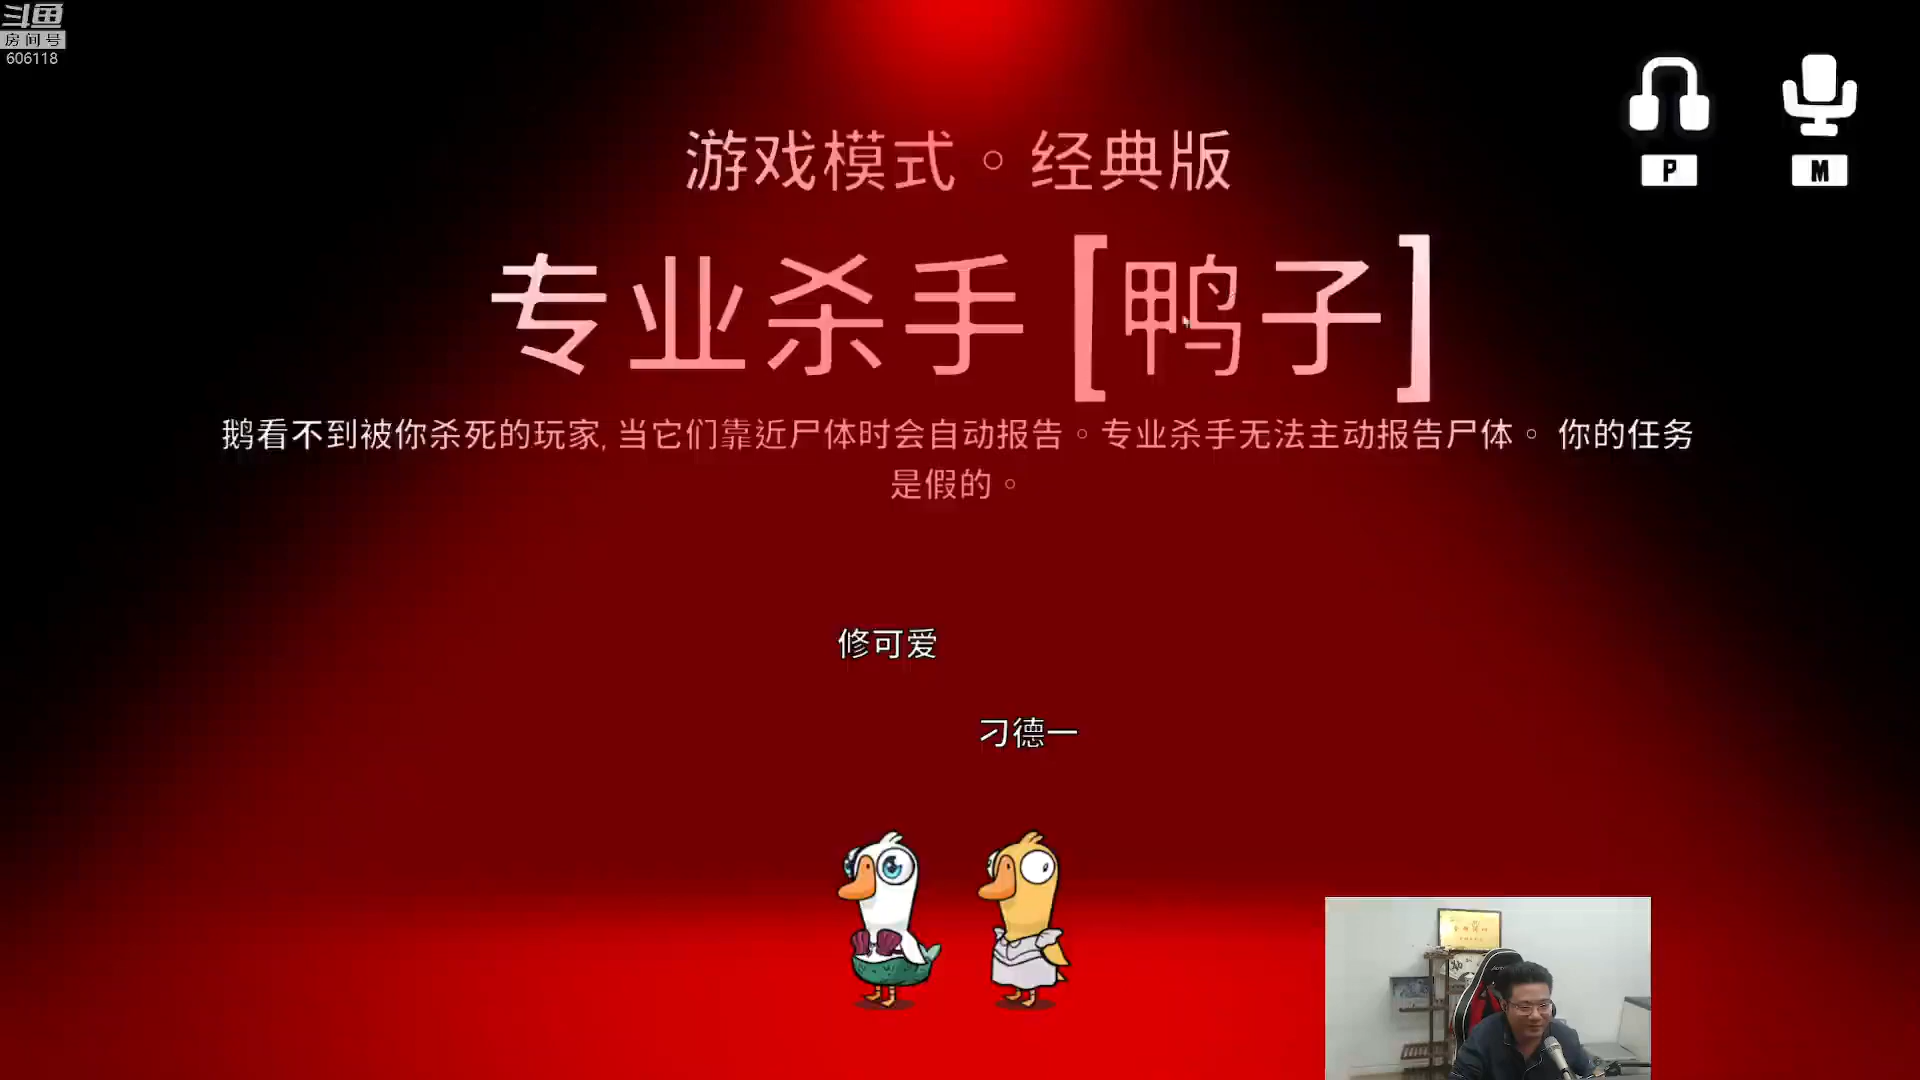 斗鱼
房间号
606118
P
M
游戏模式。经典版
专业杀手[鸭子]
鹅看不到被你杀死的玩家, 当它们靠近尸体时会自动报告。专业杀手无法主动报告尸体。 你的任务
是假的。
修可爱
刁德一